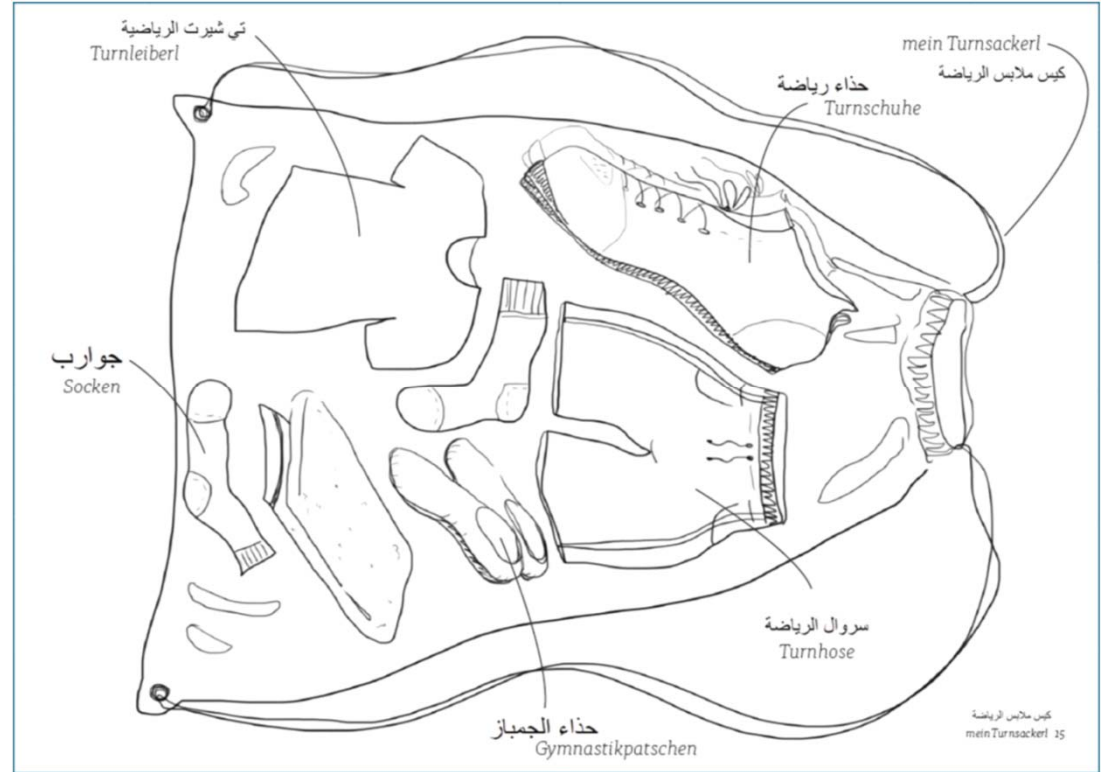 تي شيرت الرياضية
Turnleiberl
mein Turnsackerl
كيس ملابس الرياضة
حذاء رياضة
Turnschuhe
جوارب
Socken
سروال الرياضة
Turnhose
حذاء الجمباز
Gymnastikpatschen
كيس ملابس الرياضة
mein Turnsackerl 25